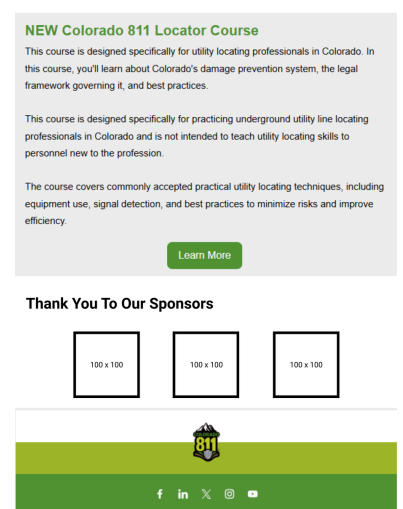 NEW Colorado 811 Locator Course
This course is designed specifically for utility locating professionals in Colorado. In
this course, you'll learn about Colorado's damage prevention system, the legal
framework governing it, and best practices.
This course is designed specifically for practicing underground utility line locating
professionals in Colorado and is not intended to teach utility locating skills to
personnel new to the profession.
The course covers commonly accepted practical utility locating techniques, including
equipment use, signal detection, and best practices to minimize risks and improve
efficiency.
Learn More
Thank You To Our Sponsors
100 x 100
100 x 100
100 x 100
COLORADO
811